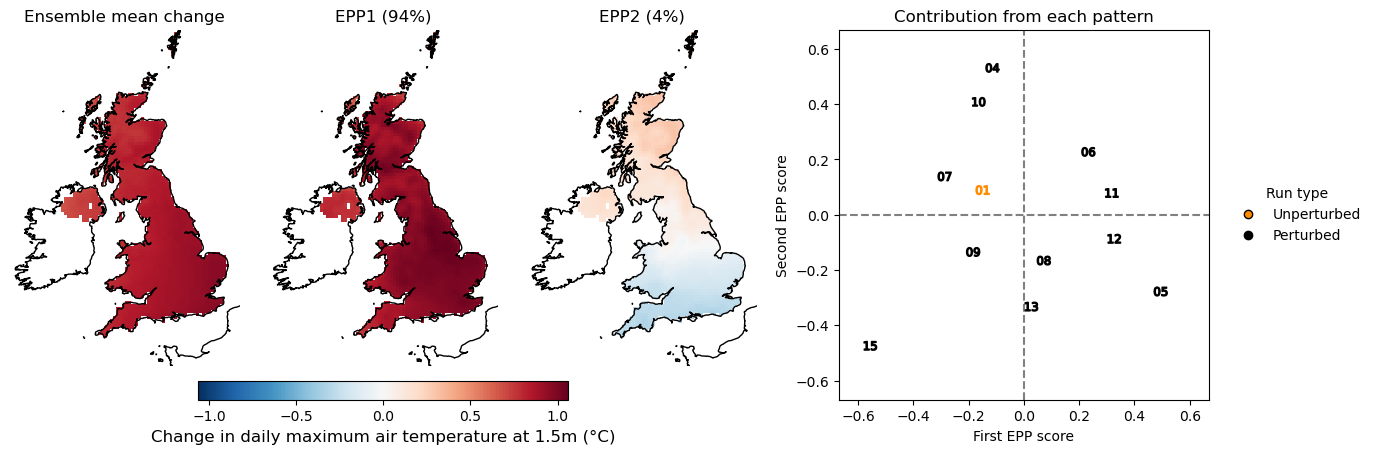 Ensemble mean change
EPP1 (94%)
EPP2 (4%)
Contribution from each pattern
−1.0 −0.5 0.0 0.5 1.0
Change in daily maximum air temperature at 1.5m (°C)
Second EPP score
0.6
0.4
0.2
0.0
−0.2
−0.4
−0.6
04
10
06
07
01
11
12
09
08
05
13
15
−0.6 −0.4 −0.2 0.0 0.2 0.4 0.6
First EPP score
Run type
Unperturbed
Perturbed